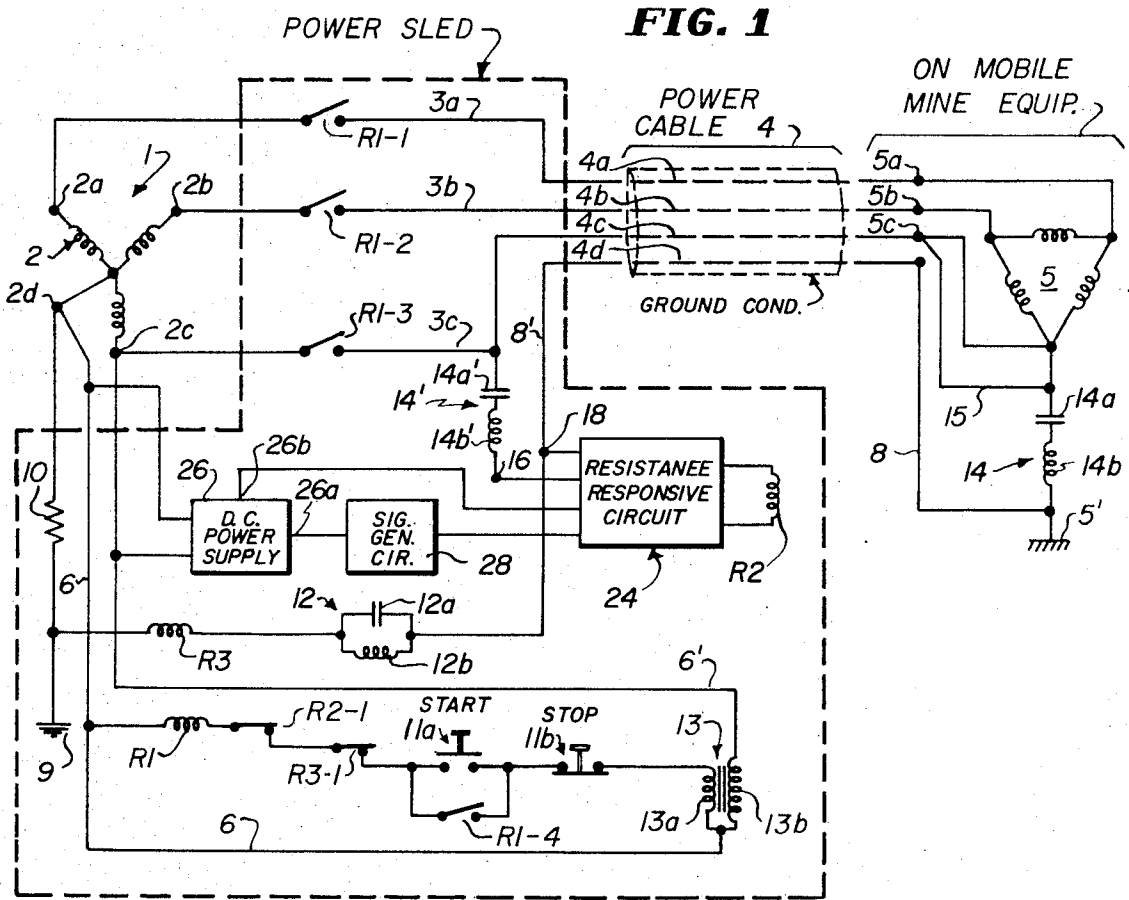 FIG. 1
POWER SLED
ON MOBILE
MINE EQUIP.
POWER
CABLE 4
3a
R1-1
1
2a
2b
2
3b
R1-2
4a
4b
4c
4d
5a
5b
5c
5
GROUND COND.
2d
2c
R1-3
3c
8'
14a'
14'
14b'
16
18
15
14a
14
14b
8
5'
10
26
26b
26a
D.C.
POWER
SUPPLY
SIG.
GEN.
CIR.
28
RESISTANEE
RESPONSIVE
CIRCUIT
24
R2
6
12
12a
12b
R3
6'
9
R1
R2-1
R3-1
START
11a
STOP
11b
13
R1-4
13a
13b
6